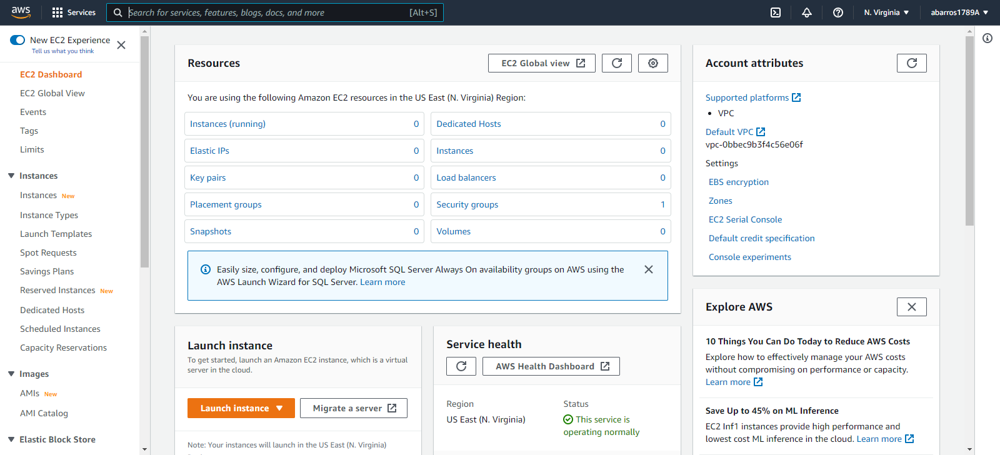 aws
Services
Search for services, features, blogs, docs, and more
[Alt+S]
N. Virginia
abarros1789A
New EC2 Experience
Tell us what you think
EC2 Dashboard
EC2 Global View
Events
Tags
Limits
Instances
Instances New
Instance Types
Launch Templates
Spot Requests
Savings Plans
Reserved Instances New
Dedicated Hosts
Scheduled Instances
Capacity Reservations
Images
AMIs New
AMI Catalog
Elastic Block Store
Resources
EC2 Global view
You are using the following Amazon EC2 resources in the US East (N. Virginia) Region:
Instances (running) 0
Dedicated Hosts 0
Elastic IPs 0
Instances 0
Key pairs 0
Load balancers 0
Placement groups 0
Security groups 1
Snapshots 0
Volumes 0
Easily size, configure, and deploy Microsoft SQL Server Always On availability groups on AWS using the
AWS Launch Wizard for SQL Server. Learn more
Launch instance
To get started, launch an Amazon EC2 instance, which is a virtual
server in the cloud.
Launch instance
Migrate a server
Note: Your instances will launch in the US East (N. Virginia)
Service health
AWS Health Dashboard
Region
US East (N. Virginia)
Status
This service is
operating normally
Account attributes
Supported platforms
• VPC
Default VPC
vpc-0bbec9b3f4c56e06f
Settings
EBS encryption
Zones
EC2 Serial Console
Default credit specification
Console experiments
Explore AWS
10 Things You Can Do Today to Reduce AWS Costs
Explore how to effectively manage your AWS costs
without compromising on performance or capacity.
Learn more
Save Up to 45% on ML Inference
EC2 Inf1 instances provide high performance and
lowest cost ML inference in the cloud. Learn more